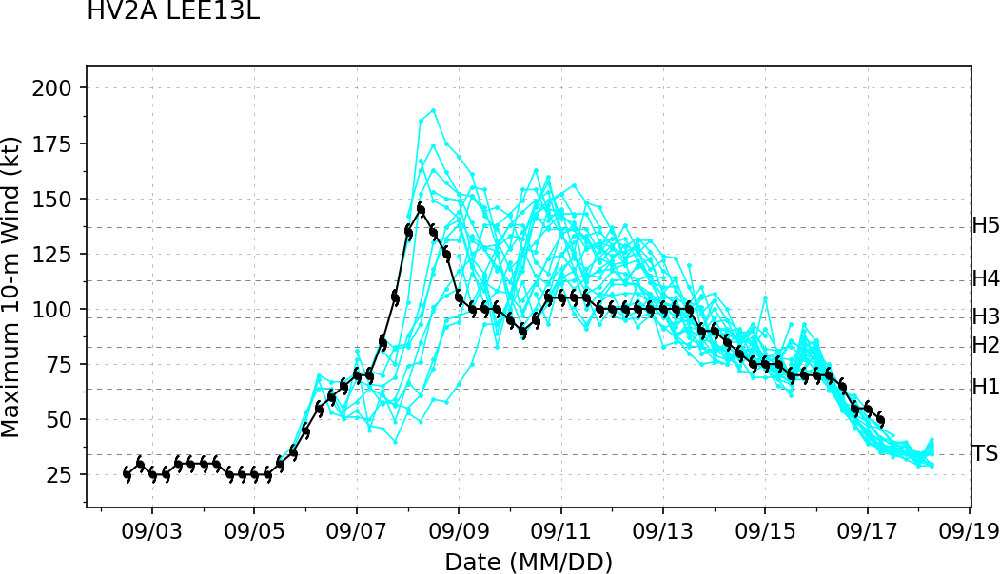 HV2A LEE13L
Maximum 10-m Wind (kt)
200
175
150
125
100
75
50
25
H5
H4
H3
H2
H1
TS
09/03 09/05 09/07 09/09 09/11 09/13 09/15 09/17 09/19
Date (MM/DD)